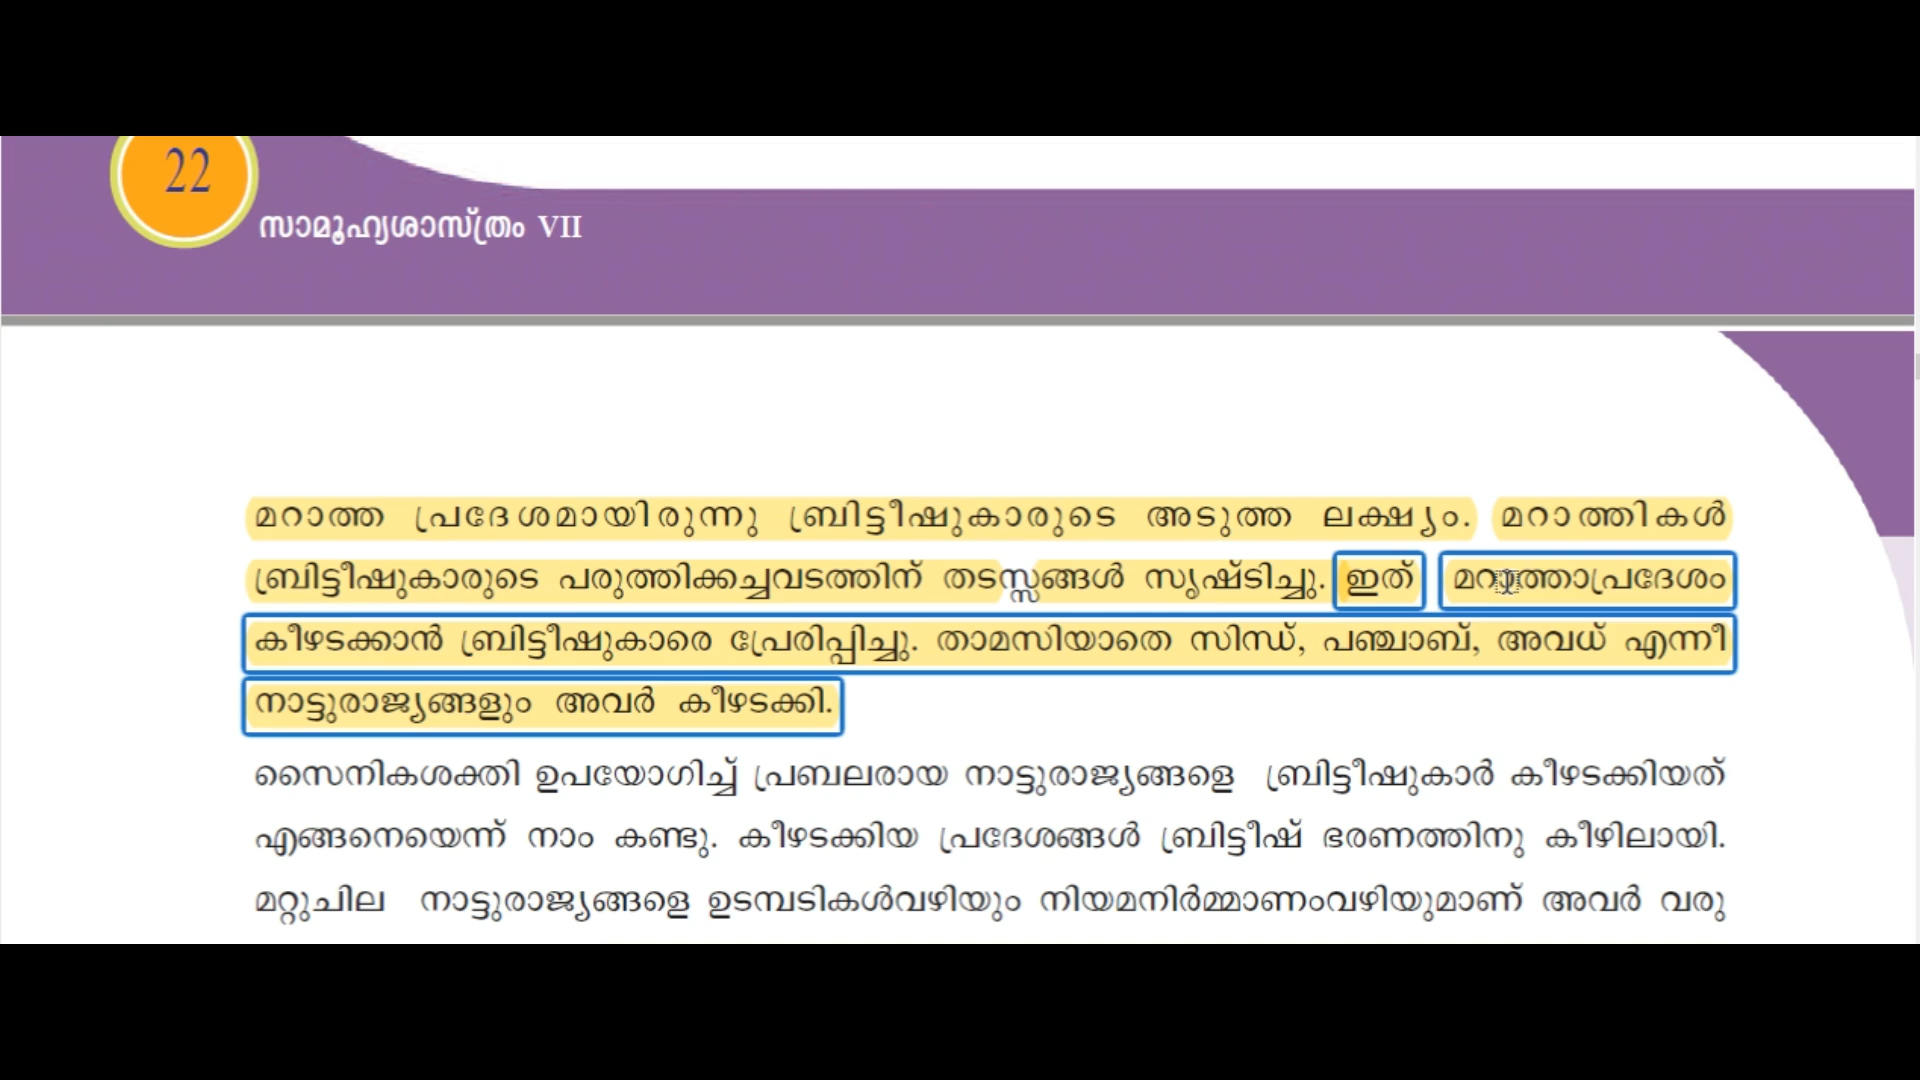 22
സാമൂഹ്യശാസ്ത്രം VII
മറാത്ത പ്രദേശമായിരുന്നു ബ്രിട്ടീഷുകാരുടെ അടുത്ത ലക്ഷ്യം. മറാത്തികൾ
ബ്രിട്ടീഷുകാരുടെ പരുത്തിക്കച്ചവടത്തിന് തടസ്സങ്ങൾ സൃഷ്ടിച്ചു. ഇത് മറാത്താപ്രദേശം
കീഴടക്കാൻ ബ്രിട്ടീഷുകാരെ പ്രേരിപ്പിച്ചു. താമസിയാതെ സിന്ധ്, പഞ്ചാബ്, അവധ് എന്നീ
നാട്ടുരാജ്യങ്ങളും അവർ കീഴടക്കി.
സൈനികശക്തി ഉപയോഗിച്ച് പ്രബലരായ നാട്ടുരാജ്യങ്ങളെ ബ്രിട്ടീഷുകാർ കീഴടക്കിയത്
എങ്ങനെയെന്ന് നാം കണ്ടു. കീഴടക്കിയ പ്രദേശങ്ങൾ ബ്രിട്ടീഷ് ഭരണത്തിനു കീഴിലായി.
മറ്റുചില നാട്ടുരാജ്യങ്ങളെ ഉടമ്പടികൾവഴിയും നിയമനിർമ്മാണംവഴിയുമാണ് അവർ വരു